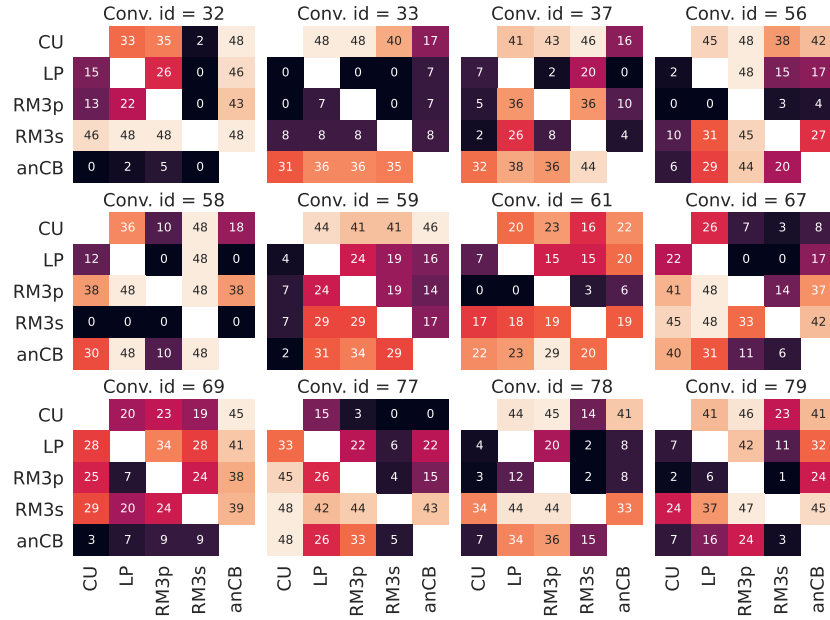 Conv. id = 32 Conv. id = 33 Conv. id = 37 Conv. id = 56
CU 33 35 2 48 48 48 40 17 41 43 46 16 45 48 38 42
LP 15 26 0 46 0 0 0 7 7 2 20 0 2 48 15 17
RM3p 13 22 0 43 0 7 0 7 5 36 36 10 0 0 3 4
RM3s 46 48 48 48 8 8 8 8 2 26 8 4 10 31 45 27
anCB 0 2 5 0 31 36 36 35 32 38 36 44 6 29 44 20
Conv. id = 58 Conv. id = 59 Conv. id = 61 Conv. id = 67
CU 36 10 48 18 44 41 41 46 20 23 16 22 26 7 3 8
LP 12 0 48 0 4 24 19 16 7 15 15 20 22 0 0 17
RM3p 38 48 48 38 7 24 19 14 0 0 3 6 41 48 14 37
RM3s 0 0 0 0 7 29 29 17 17 18 19 19 45 48 33 42
anCB 30 48 10 48 2 31 34 29 22 23 29 20 40 31 11 6
Conv. id = 69 Conv. id = 77 Conv. id = 78 Conv. id = 79
CU 20 23 19 45 15 3 0 0 44 45 14 41 41 46 23 41
LP 28 34 28 41 33 22 6 22 4 20 2 8 7 42 11 32
RM3p 25 7 24 38 45 26 4 15 3 12 2 8 2 6 1 24
RM3s 29 20 24 39 48 42 44 43 34 44 44 33 24 37 47 45
anCB 3 7 9 9 48 26 33 5 7 34 36 15 7 16 24 3
CU LP RM3p RM3s anCB CU LP RM3p RM3s anCB CU LP RM3p RM3s anCB CU LP RM3p RM3s anCB